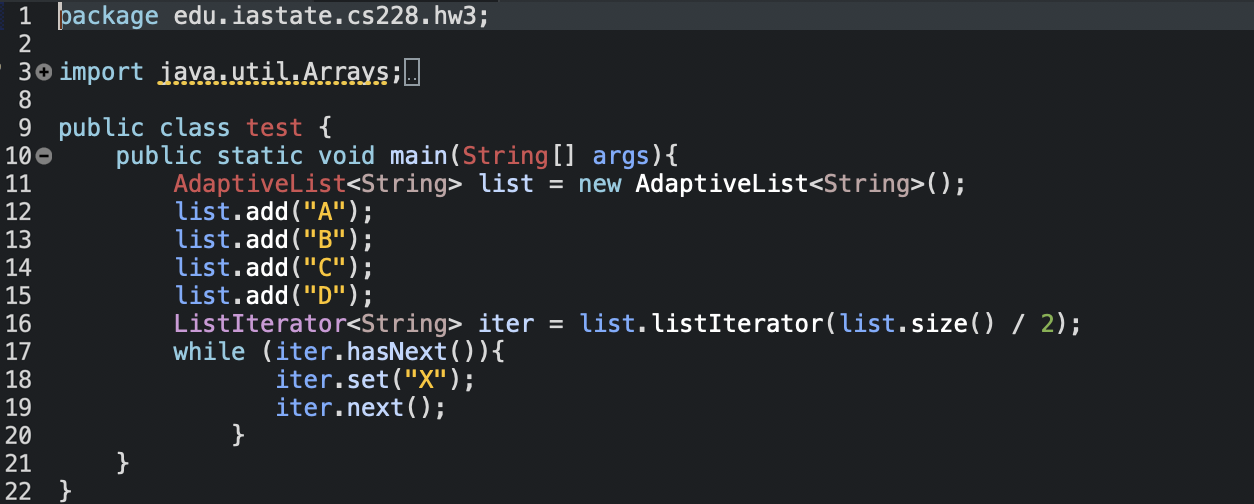 1 package edu.iastate.cs228.hw3;
2
3 import java.util.Arrays;
8
9 public class test {
10     public static void main(String[] args){
11         AdaptiveList<String> list = new AdaptiveList<String>();
12         list.add("A");
13         list.add("B");
14         list.add("C");
15         list.add("D");
16         ListIterator<String> iter = list.listIterator(list.size() / 2);
17         while (iter.hasNext()){
18                iter.set("X");
19                iter.next();
20             }
21     }
22 }